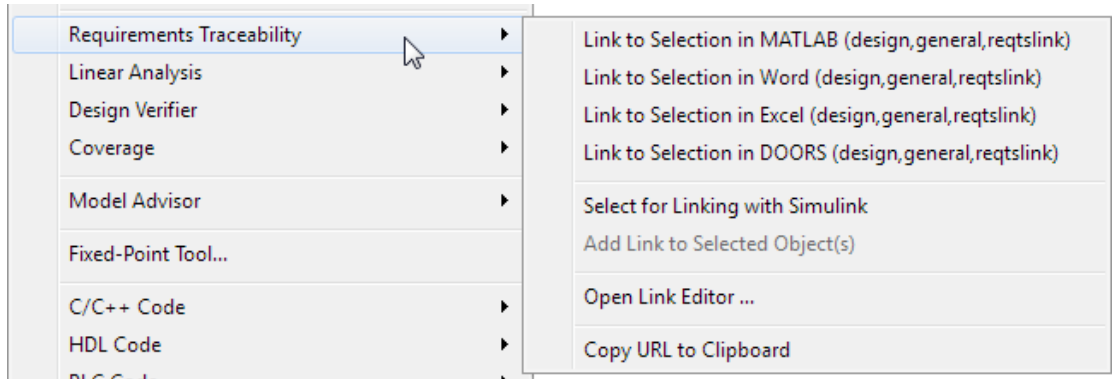 Requirements Traceability
Linear Analysis
Design Verifier
Coverage
Model Advisor
Fixed-Point Tool...
C/C++ Code
HDL Code
Link to Selection in MATLAB (design,general,reqtslink)
Link to Selection in Word (design,general,reqtslink)
Link to Selection in Excel (design,general,reqtslink)
Link to Selection in DOORS (design,general,reqtslink)
Select for Linking with Simulink
Add Link to Selected Object(s)
Open Link Editor ...
Copy URL to Clipboard